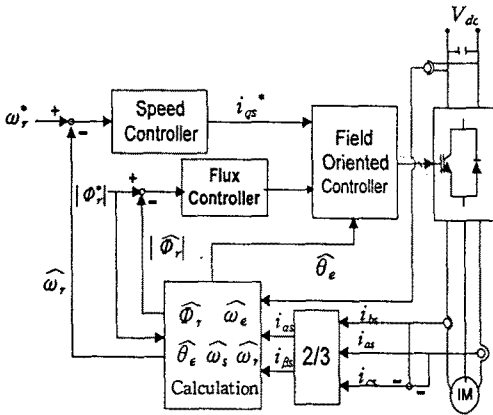 V_dc
ω_r^*
+
-
Speed
Controller
i_qs^*
Field
Oriented
Controller
|Φ_r^*|
+
-
Flux
Controller
|Φ̂_r|
θ̂_e
ω̂_r
Φ̂_r ω̂_e
θ̂_e ω̂_s ω̂_r
Calculation
i_αs
i_βs
2/3
i_bs
i_as
i_cs
-
-
IM